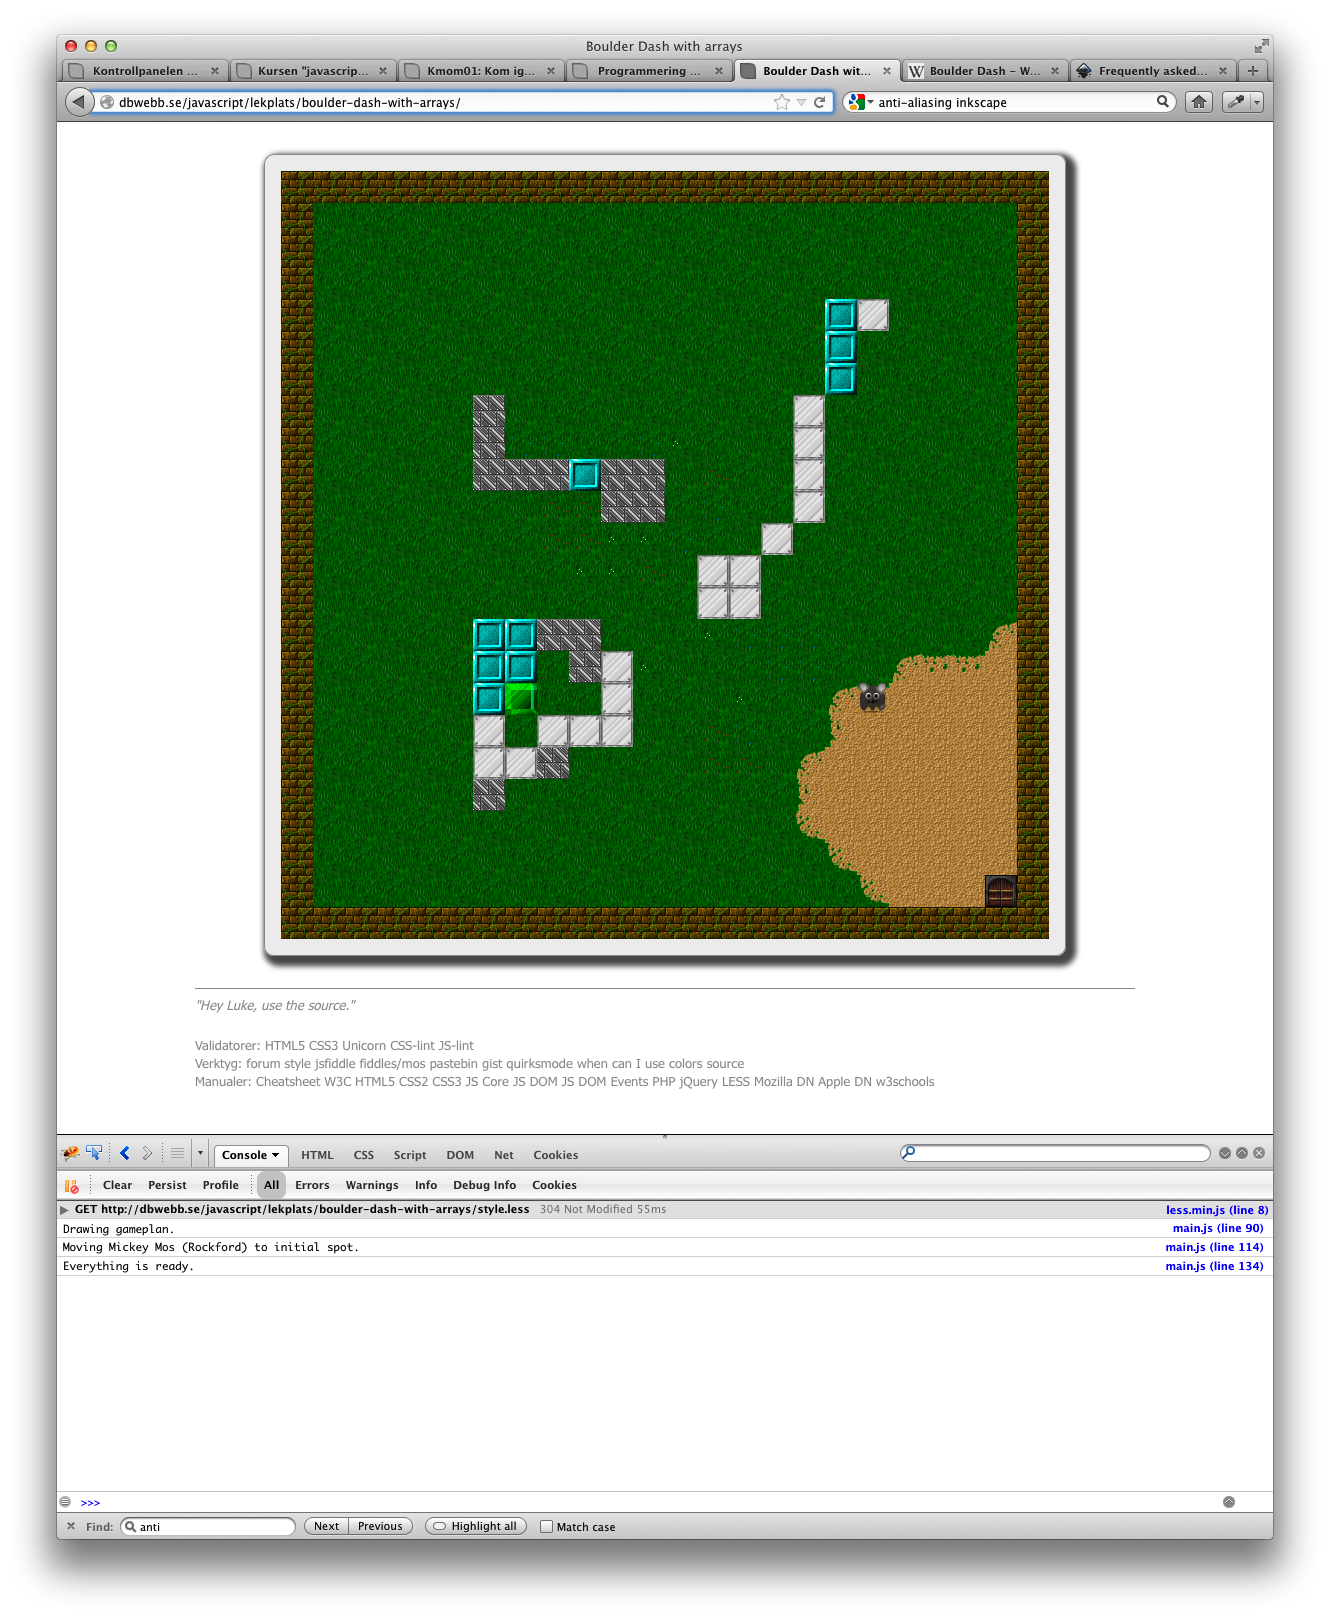 Boulder Dash with arrays
Kontrollpanelen ...
Kursen "javascrip...
Kmom01: Kom ig...
Programmering ...
Boulder Dash wit...
W Boulder Dash - W...
Frequently asked...
dbwebb.se/javascript/lekplats/boulder-dash-with-arrays/
anti-aliasing inkscape
"Hey Luke, use the source."
Validatorer: HTML5 CSS3 Unicorn CSS-lint JS-lint
Verktyg: forum style jsfiddle fiddles/mos pastebin gist quirksmode when can I use colors source
Manualer: Cheatsheet W3C HTML5 CSS2 CSS3 JS Core JS DOM JS DOM Events PHP jQuery LESS Mozilla DN Apple DN w3schools
Console HTML CSS Script DOM Net Cookies
Clear Persist Profile All Errors Warnings Info Debug Info Cookies
GET http://dbwebb.se/javascript/lekplats/boulder-dash-with-arrays/style.less 304 Not Modified 55ms less.min.js (line 8)
Drawing gameplan. main.js (line 90)
Moving Mickey Mos (Rockford) to initial spot. main.js (line 114)
Everything is ready. main.js (line 134)
>>>
Find: anti Next Previous Highlight all Match case